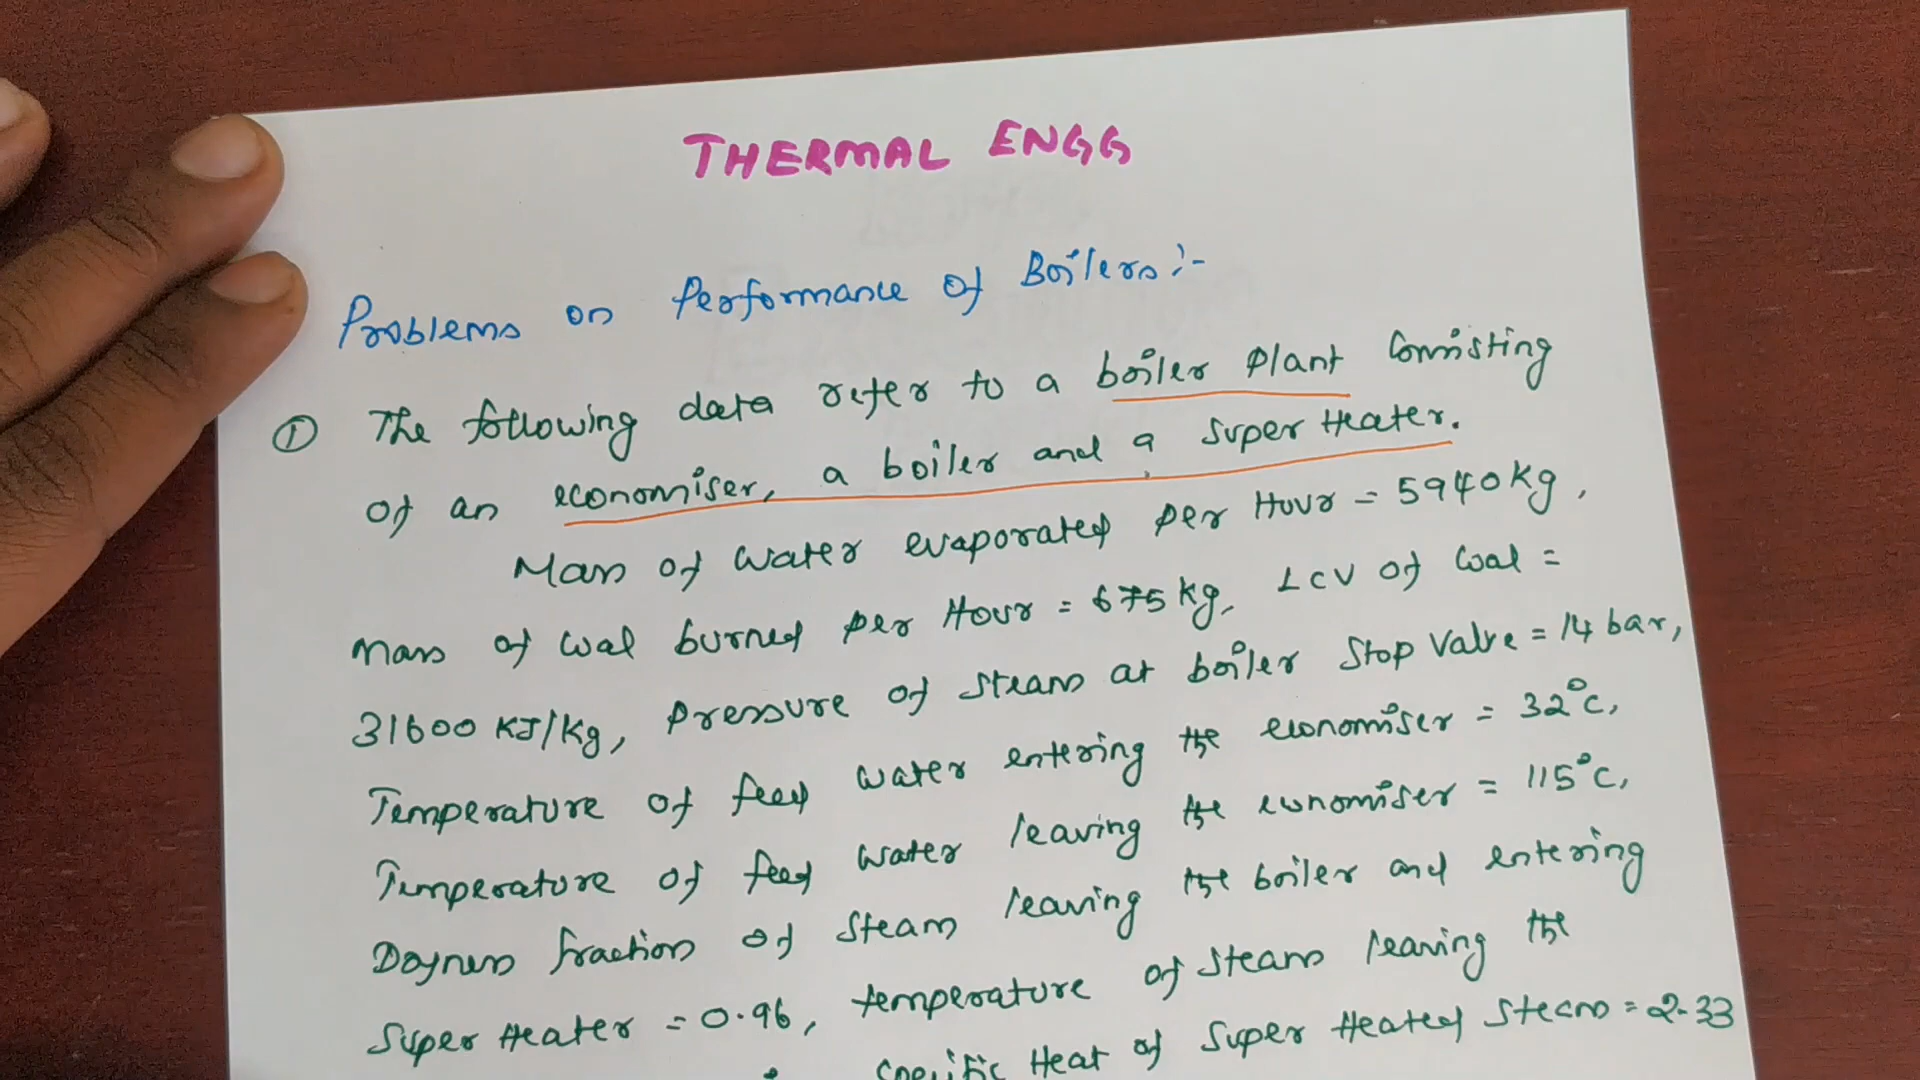 THERMAL ENGG
Problems on Performance of Boilers :-
① The following data refer to a boiler plant Consisting
of an economiser, a boiler and a super Heater.
Mass of water evaporated per Hour = 5940 kg,
mass of coal burned per Hour = 675 kg, LCV of Coal =
31600 KJ/kg, pressure of steam at boiler Stop Valve = 14 bar,
Temperature of feed water entering the economiser = 32°C,
Temperature of feed water leaving the economiser = 115°C,
Dryness fraction of steam leaving the boiler and entering
Super Heater = 0.96, temperature of steam leaving the
Specific Heat of Super Heated Steam = 2.33